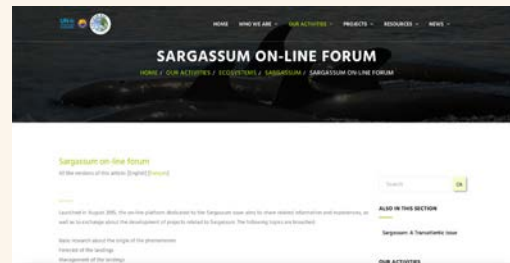 HOME WHO WE ARE OUR ACTIVITIES PROJECTS RESOURCES NEWS
SARGASSUM ON-LINE FORUM
HOME / OUR ACTIVITIES / ECOSYSTEMS / SARGASSUM / SARGASSUM ON-LINE FORUM
Sargassum on-line forum
All the versions of this article: [English] [français]
Search
Ok
Launched in August 2015, the on-line platform dedicated to the Sargassum issue aims to share related information and experiences, as
well as to exchange about the development of projects related to Sargassum. The following topics are broached:
ALSO IN THIS SECTION
Sargassum: A Transatlantic Issue
Basic research about the origin of the phenomenon
Forecast of the landings
Management of the landings
OUR ACTIVITIES